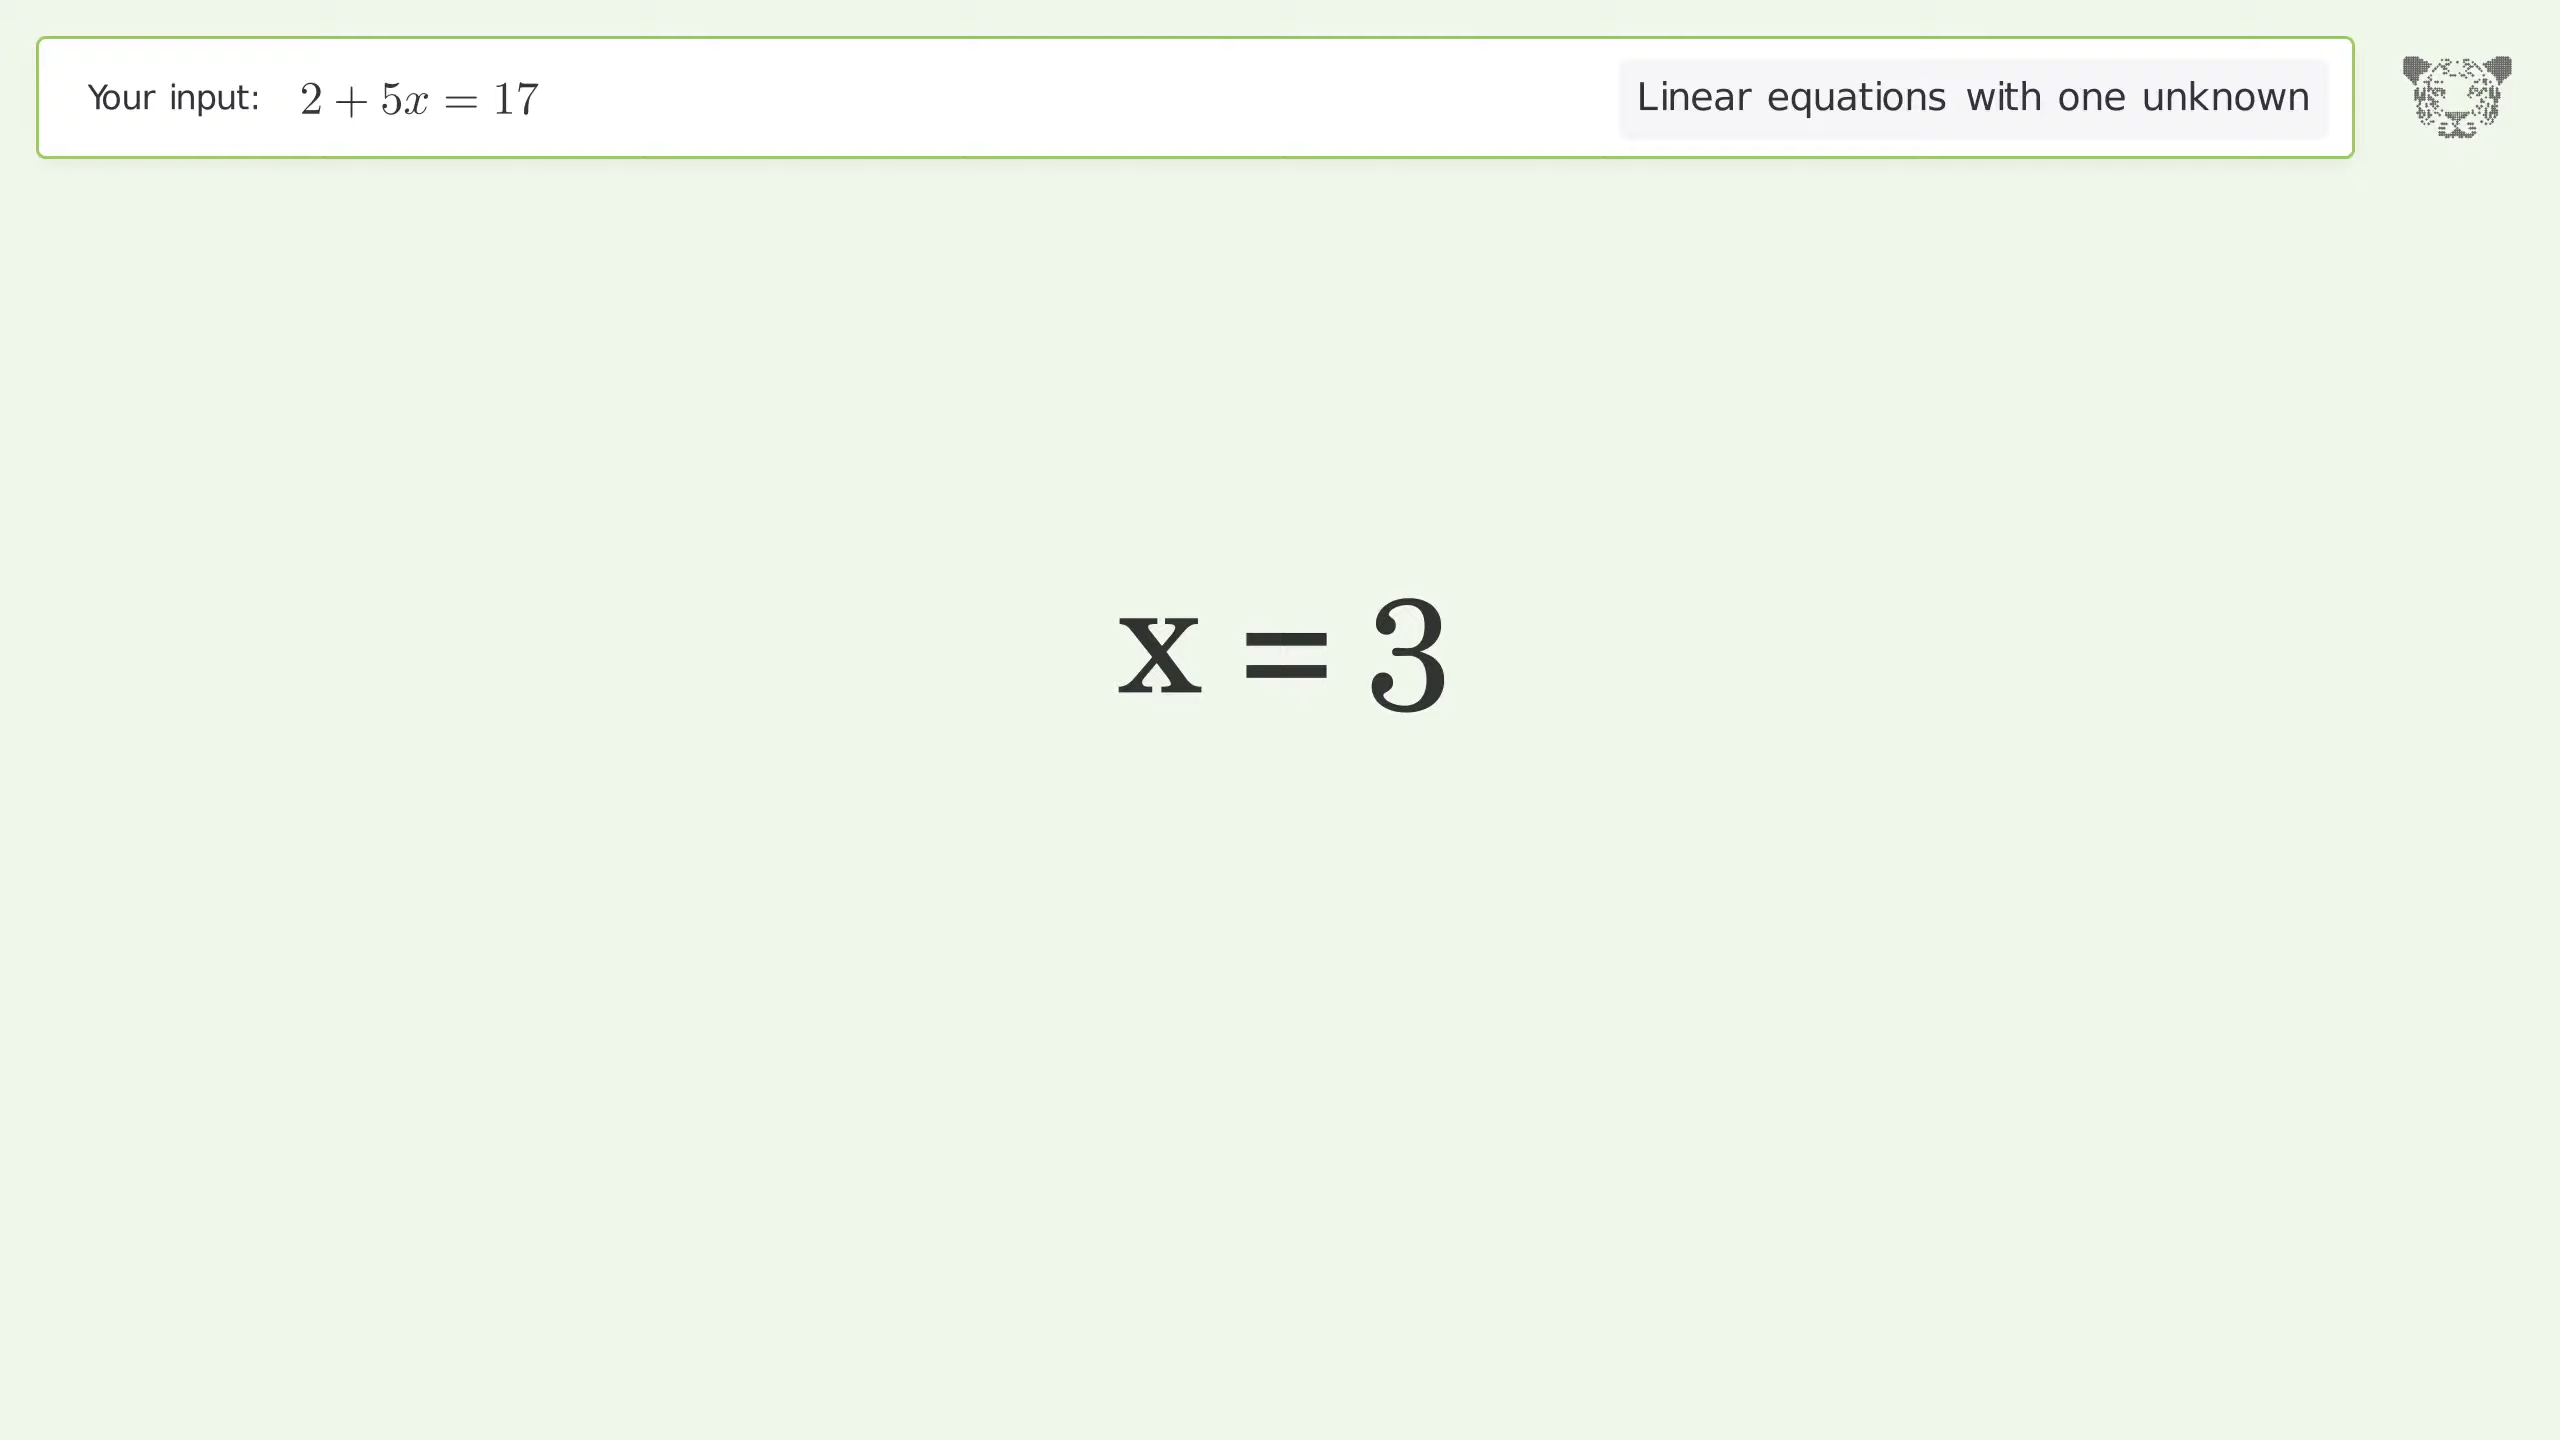 Your input: 2 + 5x = 17 Linear equations with one unknown
x = 3